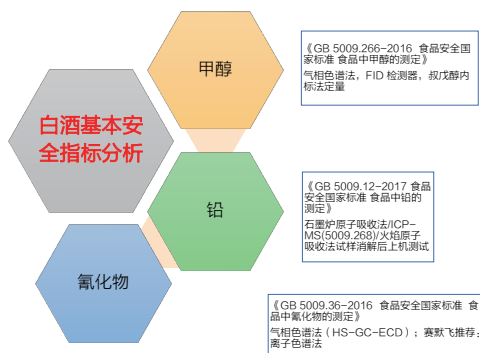 甲醇
白酒基本安
全指标分析
铅
氰化物
《GB 5009.266-2016 食品安全国
家标准 食品中甲醇的测定》
气相色谱法，FID 检测器，叔戊醇内
标法定量
《GB 5009.12-2017 食品
安全国家标准 食品中铅的
测定》
石墨炉原子吸收法/ICP-
MS(5009.268)/火焰原子
吸收法试样消解后上机测试
《GB 5009.36-2016 食品安全国家标准 食
品中氰化物的测定》
气相色谱法（HS-GC-ECD）；赛默飞推荐：
离子色谱法